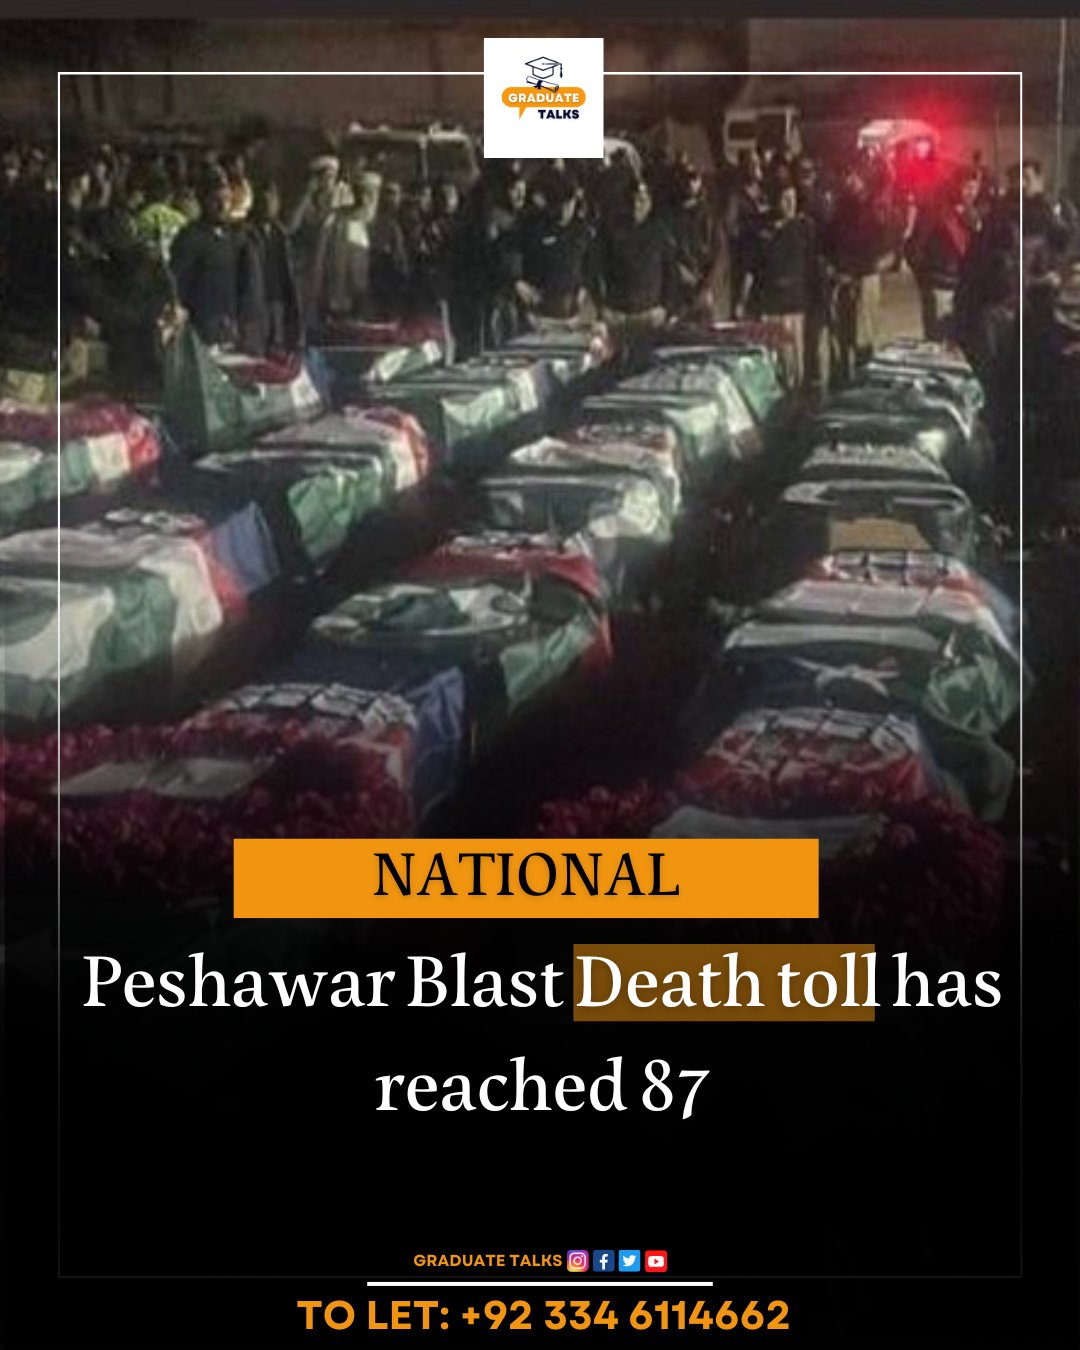 GRADUATE
TALKS
NATIONAL
Peshawar Blast Death toll has
reached 87
GRADUATE TALKS
TO LET: +92 334 6114662